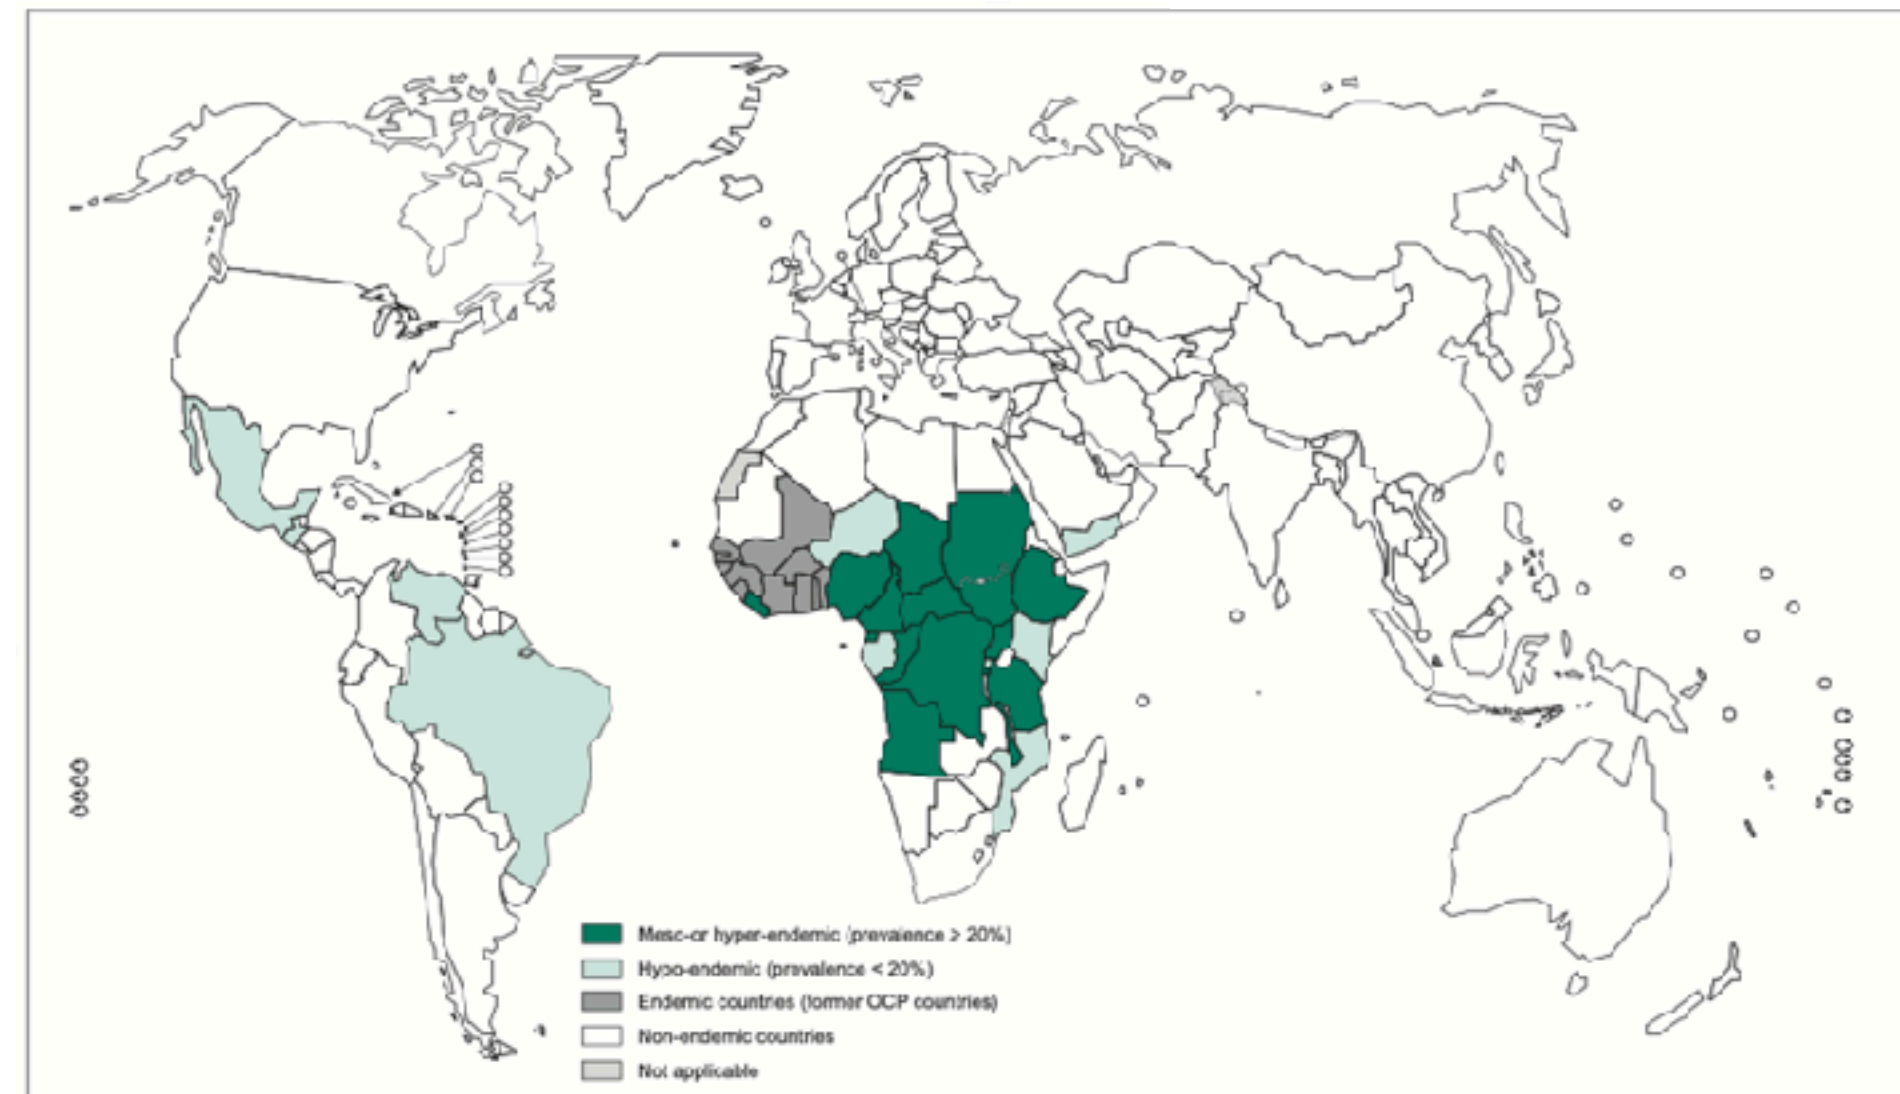 Meso-or hyper-endemic (prevalence ≥ 20%)
Hypo-endemic (prevalence < 20%)
Endemic countries (former OCP countries)
Non-endemic countries
Not applicable